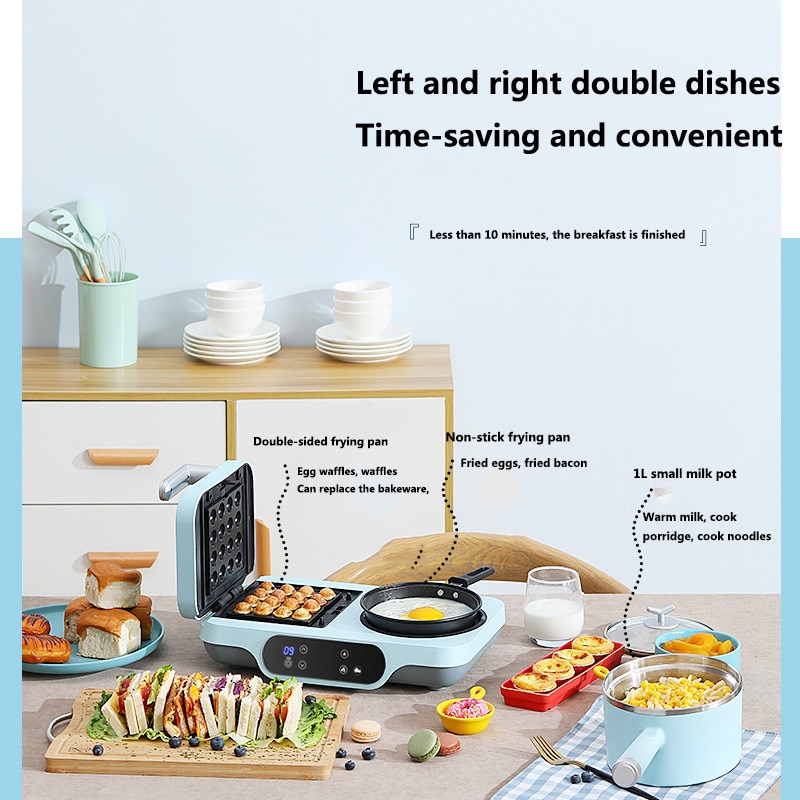 Left and right double dishes
Time-saving and convenient
『 Less than 10 minutes, the breakfast is finished 』
Double-sided frying pan
Egg waffles, waffles
Can replace the bakeware,
Non-stick frying pan
Fried eggs, fried bacon
1L small milk pot
Warm milk, cook
porridge, cook noodles
09